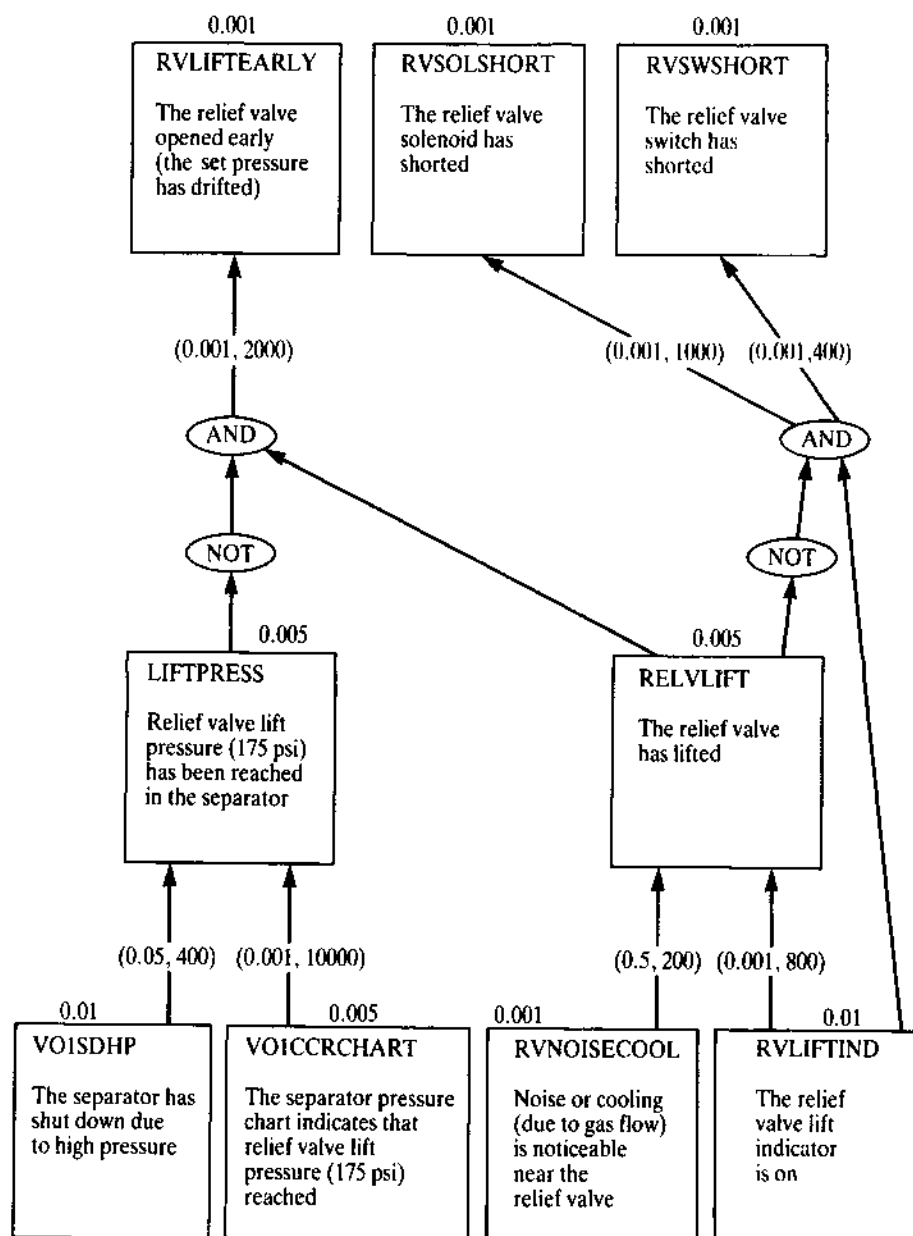 0.001 0.001 0.001
RVLIFTEARLY
The relief valve
opened early
(the set pressure
has drifted)
RVSOLSHORT
The relief valve
solenoid has
shorted
RVSWSHORT
The relief valve
switch has
shorted
(0.001, 2000)
(0.001, 1000)
(0.001,400)
AND
AND
NOT
NOT
0.005
LIFTPRESS
Relief valve lift
pressure (175 psi)
has been reached
in the separator
0.005
RELVLIFT
The relief valve
has lifted
(0.05, 400)
(0.001, 10000)
(0.5, 200)
(0.001, 800)
0.01
VO1SDHP
The separator has
shut down due
to high pressure
0.005
VO1CCRCHART
The separator pressure
chart indicates that
relief valve lift
pressure (175 psi)
reached
0.001
RVNOISECOOL
Noise or cooling
(due to gas flow)
is noticeable
near the
relief valve
0.01
RVLIFTIND
The relief
valve lift
indicator
is on